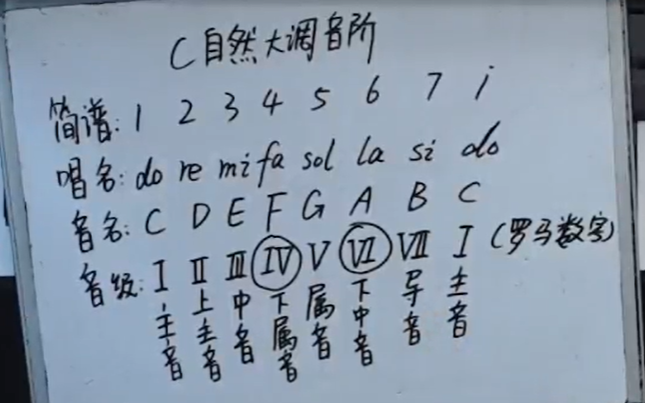 C自然大调音阶
简谱: 1 2 3 4 5 6 7 i
唱名: do re mi fa sol la si do
音名: C D E F G A B C
音级: I II III IV V VI VII I (罗马数字)
主音 上主音 中音 下属音 属音 下中音 导音 主音